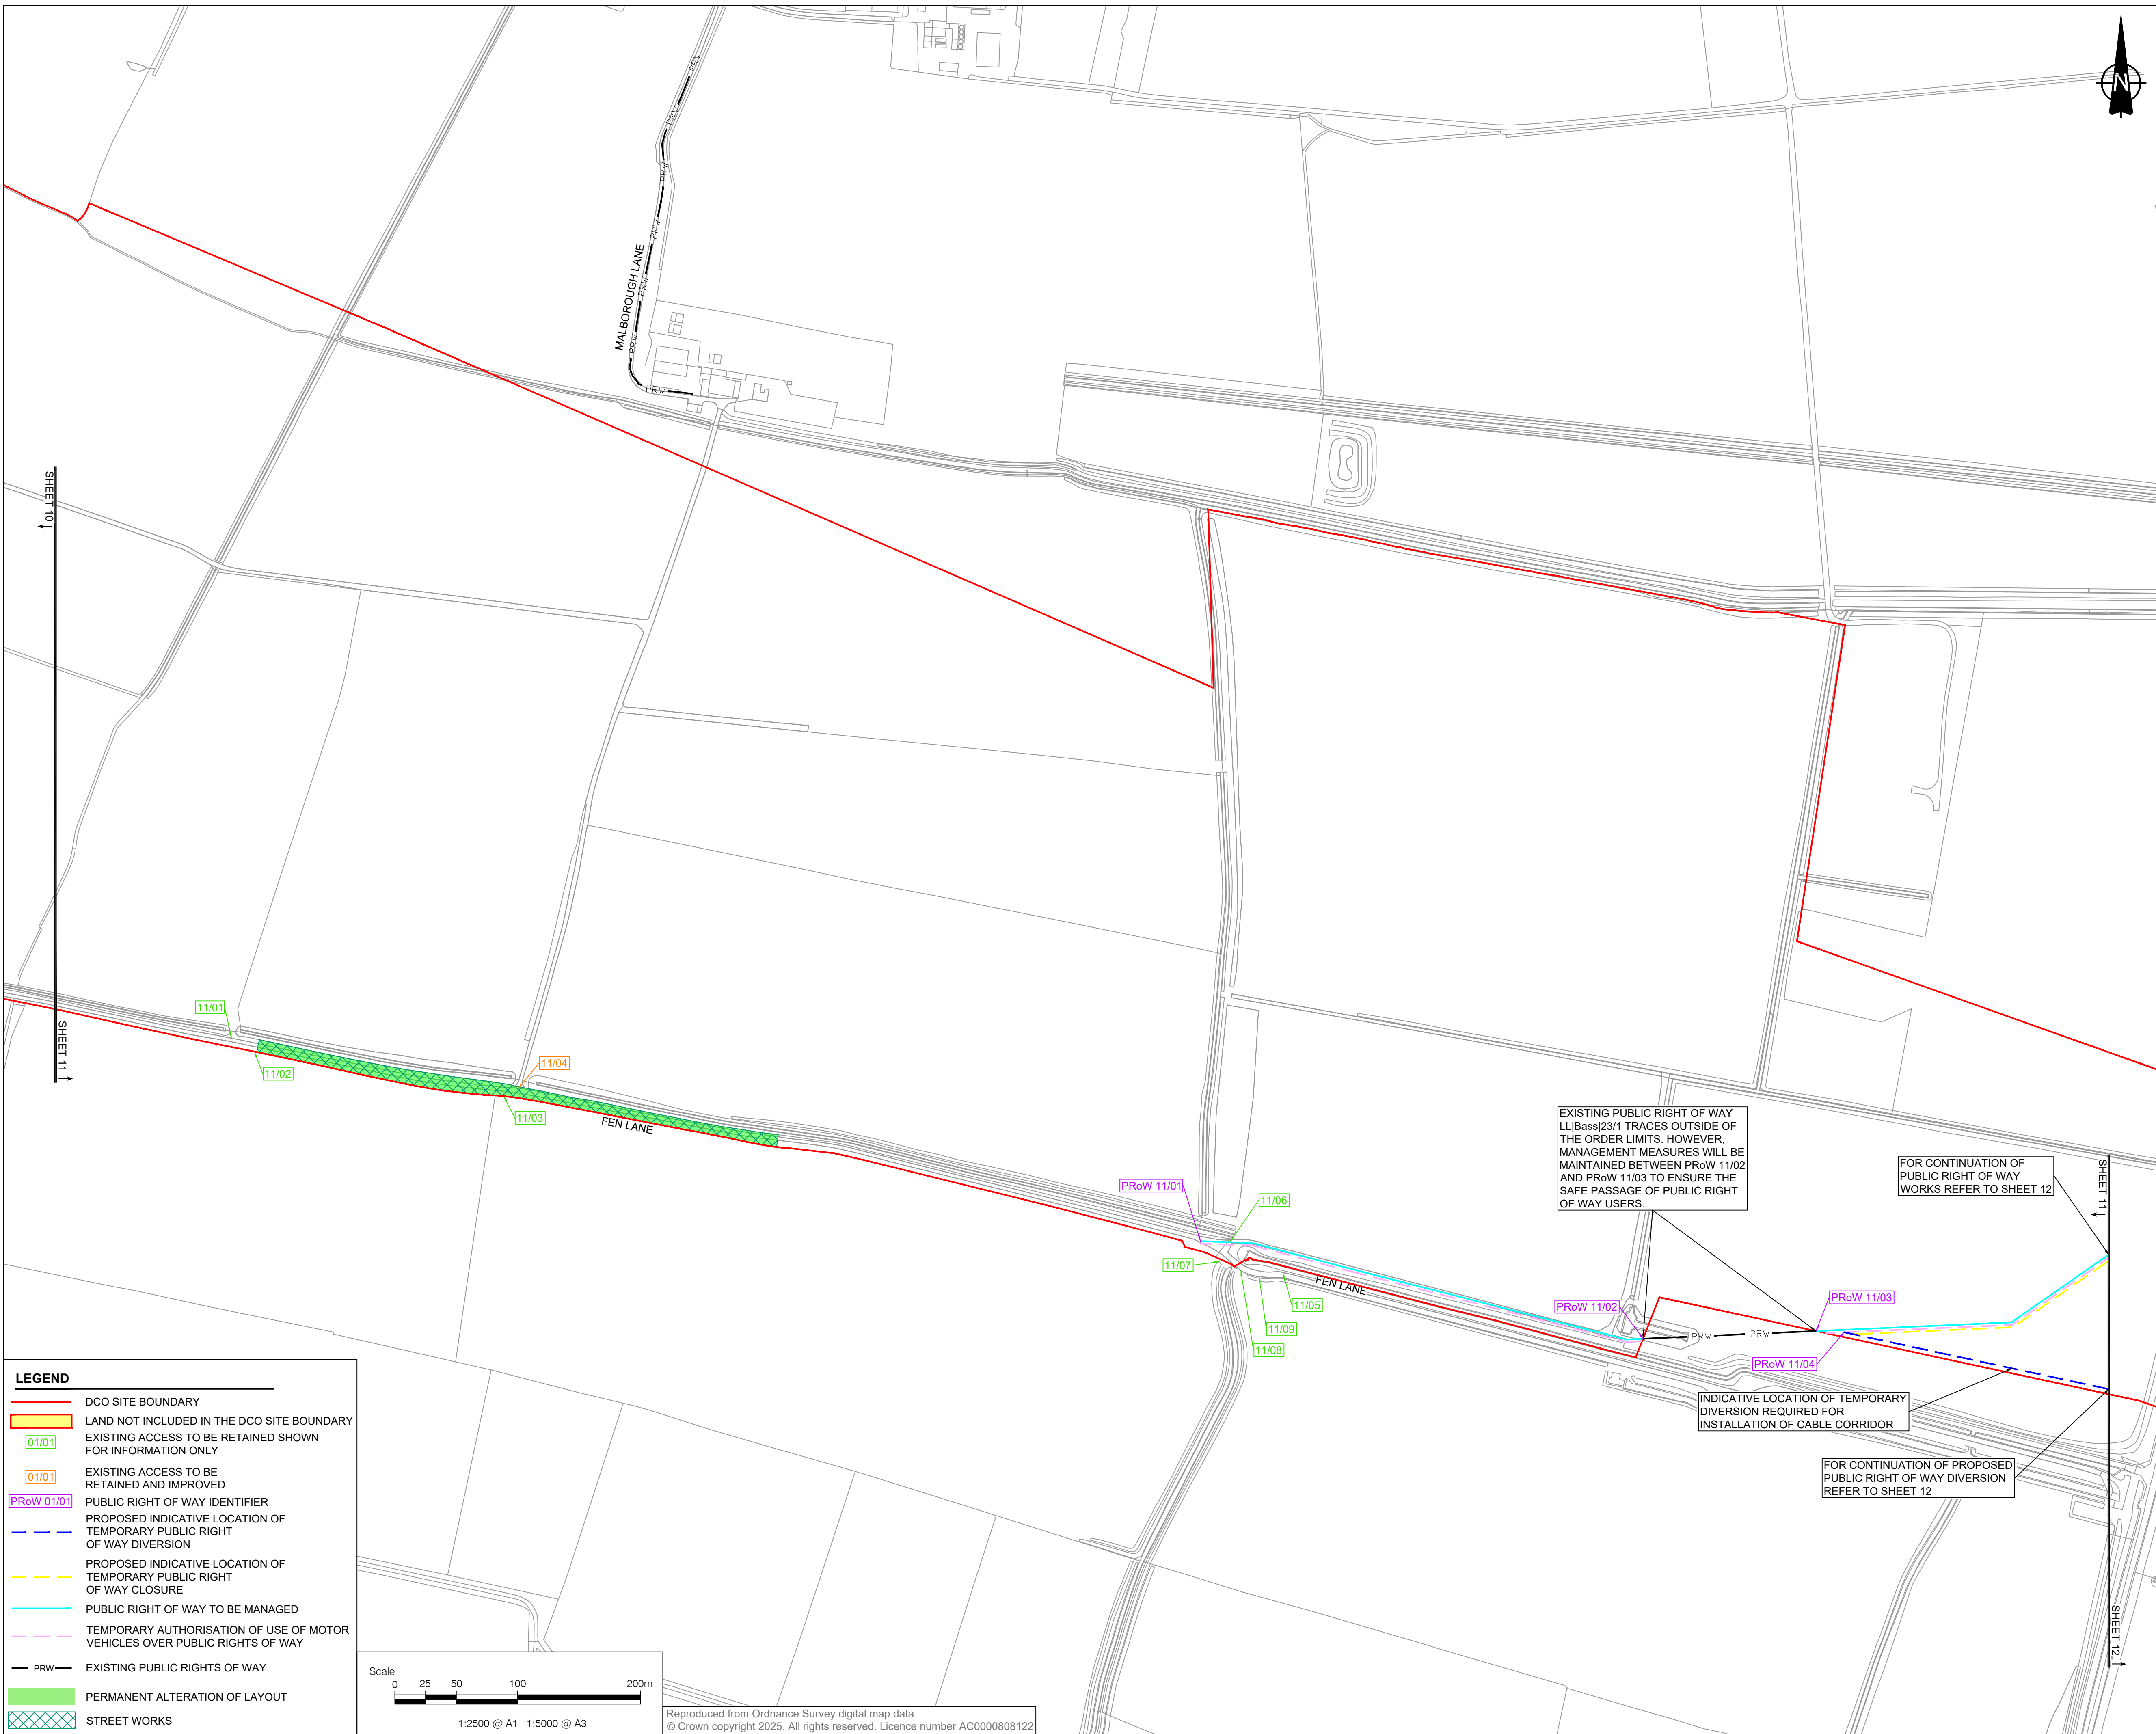 N
PRW
PRW
PRW
PRW
PRW
PRW
PRW
MALBOROUGH LANE
SHEET 10
SHEET 11
11/01
11/02
11/04
11/03
FEN LANE
PRoW 11/01
11/06
11/07
11/05
11/09
11/08
FEN LANE
EXISTING PUBLIC RIGHT OF WAY
LL|Bass|23/1 TRACES OUTSIDE OF
THE ORDER LIMITS. HOWEVER,
MANAGEMENT MEASURES WILL BE
MAINTAINED BETWEEN PRoW 11/02
AND PRoW 11/03 TO ENSURE THE
SAFE PASSAGE OF PUBLIC RIGHT
OF WAY USERS.
FOR CONTINUATION OF
PUBLIC RIGHT OF WAY
WORKS REFER TO SHEET 12
SHEET 11
PRoW 11/02
PRoW 11/03
PRW
PRW
PRoW 11/04
INDICATIVE LOCATION OF TEMPORARY
DIVERSION REQUIRED FOR
INSTALLATION OF CABLE CORRIDOR
FOR CONTINUATION OF PROPOSED
PUBLIC RIGHT OF WAY DIVERSION
REFER TO SHEET 12
SHEET 12
LEGEND
DCO SITE BOUNDARY
LAND NOT INCLUDED IN THE DCO SITE BOUNDARY
01/01 EXISTING ACCESS TO BE RETAINED SHOWN
FOR INFORMATION ONLY
01/01 EXISTING ACCESS TO BE
RETAINED AND IMPROVED
PRoW 01/01 PUBLIC RIGHT OF WAY IDENTIFIER
PROPOSED INDICATIVE LOCATION OF
TEMPORARY PUBLIC RIGHT
OF WAY DIVERSION
PROPOSED INDICATIVE LOCATION OF
TEMPORARY PUBLIC RIGHT
OF WAY CLOSURE
PUBLIC RIGHT OF WAY TO BE MANAGED
TEMPORARY AUTHORISATION OF USE OF MOTOR
VEHICLES OVER PUBLIC RIGHTS OF WAY
PRW EXISTING PUBLIC RIGHTS OF WAY
PERMANENT ALTERATION OF LAYOUT
STREET WORKS
Scale
0 25 50 100 200m
1:2500 @ A1 1:5000 @ A3
Reproduced from Ordnance Survey digital map data
© Crown copyright 2025. All rights reserved. Licence number AC0000808122